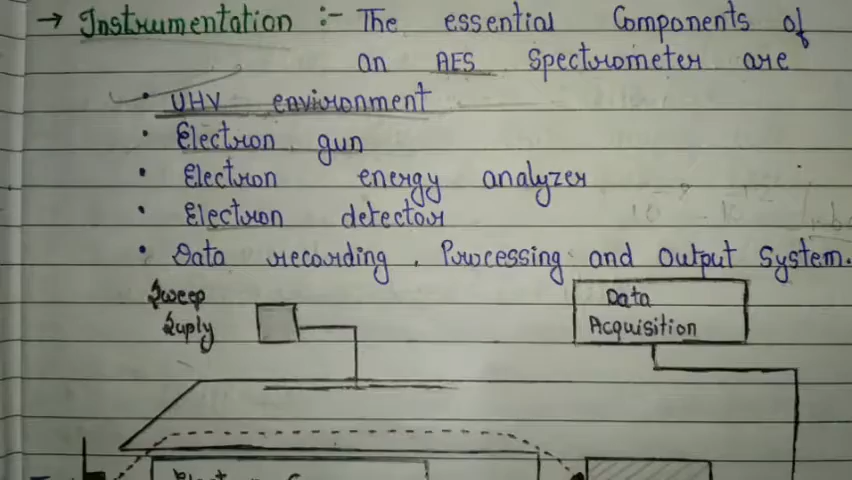 → Instrumentation :- The essential Components of
an AES Spectrometer are
• UHV environment
• Electron gun
• Electron energy analyzer
• Electron detector
• Data recording, Processing and Output System.
Sweep
Suply
Data
Acquisition